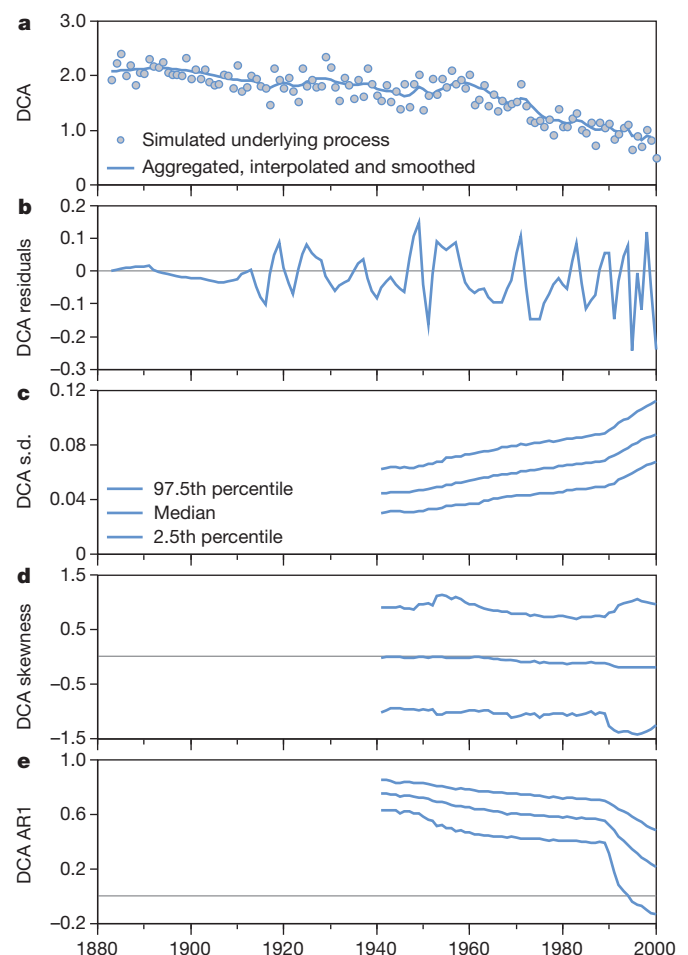 a
3.0
2.0
1.0
0
DCA
Simulated underlying process
Aggregated, interpolated and smoothed
b
0.2
0.1
0
–0.1
–0.2
–0.3
DCA residuals
c
0.12
0.08
0.04
0
DCA s.d.
97.5th percentile
Median
2.5th percentile
d
1.5
0.5
–0.5
–1.5
DCA skewness
e
1.0
0.6
0.2
–0.2
DCA AR1
1880 1900 1920 1940 1960 1980 2000